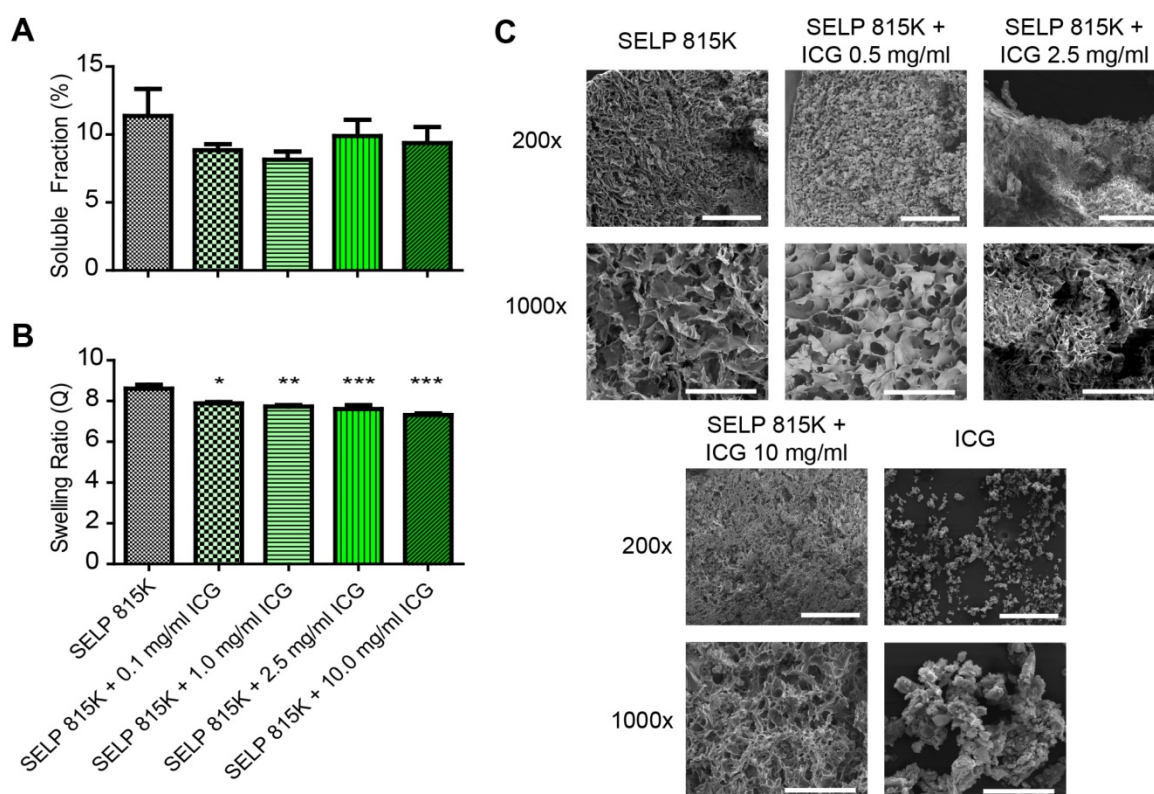 A
Soluble Fraction (%)
15
10
5
0
B
Swelling Ratio (Q)
10
8
6
4
2
0
*
**
***
***
SELP 815K
SELP 815K + 0.1 mg/ml ICG
SELP 815K + 1.0 mg/ml ICG
SELP 815K + 2.5 mg/ml ICG
SELP 815K + 10.0 mg/ml ICG
C
SELP 815K
SELP 815K +
ICG 0.5 mg/ml
SELP 815K +
ICG 2.5 mg/ml
200x
1000x
SELP 815K +
ICG 10 mg/ml
ICG
200x
1000x